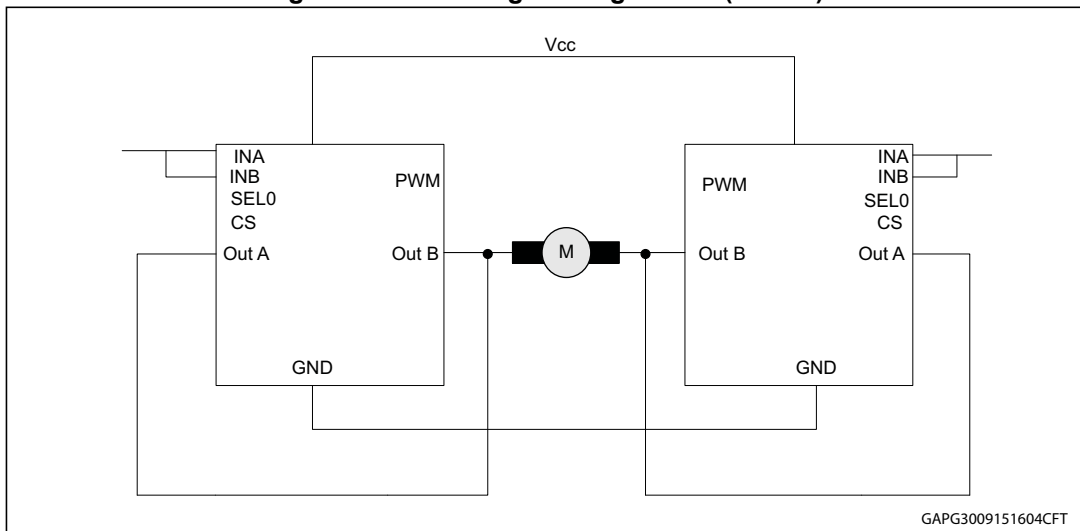 Vcc
INA
INB
PWM
SEL0
CS
Out A
Out B
GND
M
INA
INB
PWM
SEL0
CS
Out B
Out A
GND
GAPG3009151604CFT